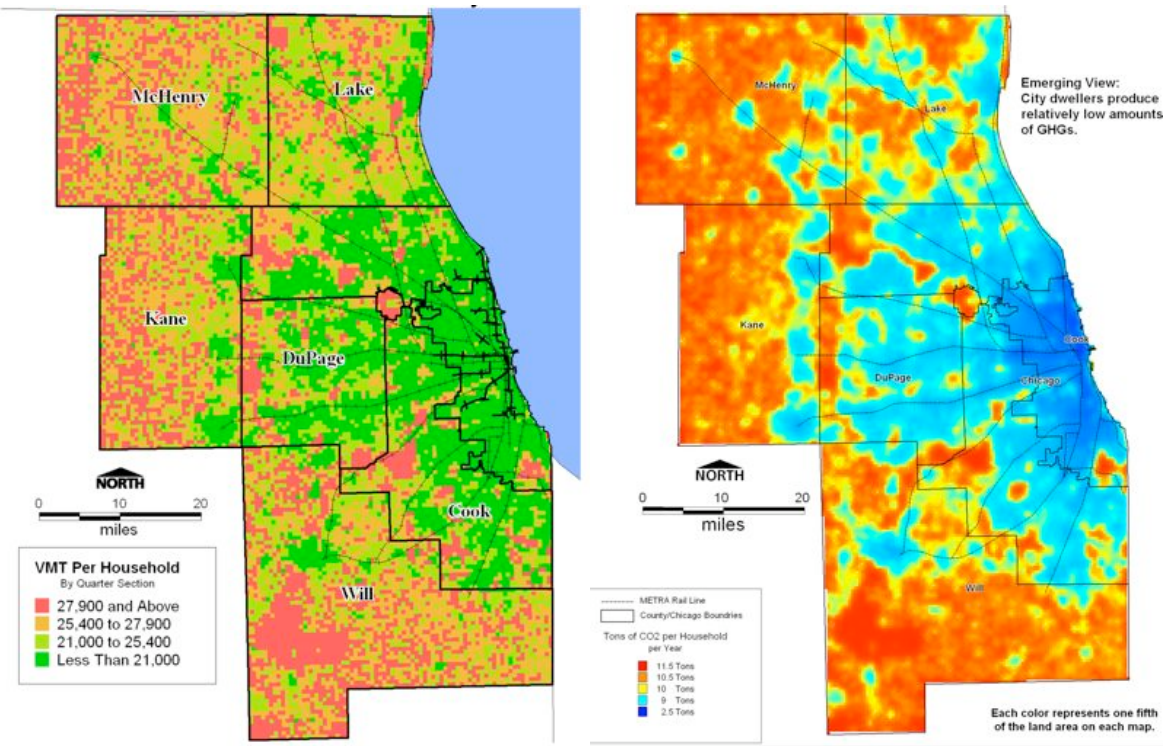 McHenry
Lake
Kane
DuPage
Cook
Will
NORTH
0 10 20
miles
VMT Per Household
By Quarter Section
27,900 and Above
25,400 to 27,900
21,000 to 25,400
Less Than 21,000
McHenry
Lake
Kane
DuPage
Cook
Chicago
Will
Emerging View:
City dwellers produce
relatively low amounts
of GHGs.
NORTH
0 10 20
miles
METRA Rail Line
County/Chicago Boundries
Tons of CO2 per Household
per Year
11.5 Tons
10.5 Tons
10 Tons
9 Tons
2.5 Tons
Each color represents one fifth
of the land area on each map.